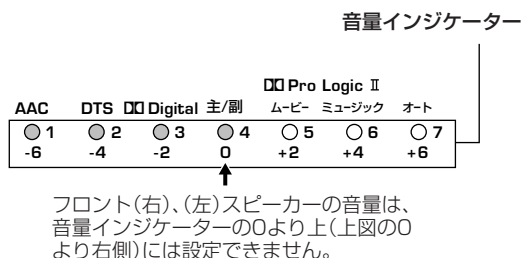 音量インジケーター
DD Pro Logic Ⅱ
AAC DTS DD Digital 主/副 ムービー ミュージック オート
1 2 3 4 5 6 7
-6 -4 -2 0 +2 +4 +6
フロント(右)、(左)スピーカーの音量は、
音量インジケーターの0より上(上図の0
より右側)には設定できません。